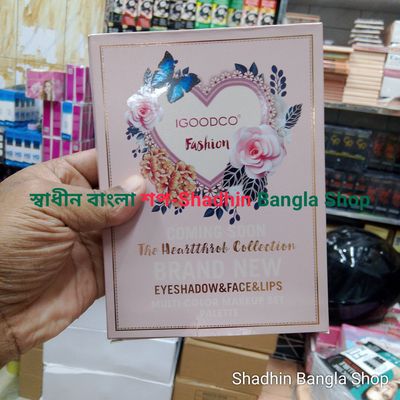 IGOODCO®
Fashion
স্বাধীন বাংলা শপ-Shadhin Bangla Shop
COMING SOON
The Heartthrob Collection
BRAND NEW
EYESHADOW&FACE&LIPS
MULTI-COLOR MAKEUP SET
PALETTE
Shadhin Bangla Shop